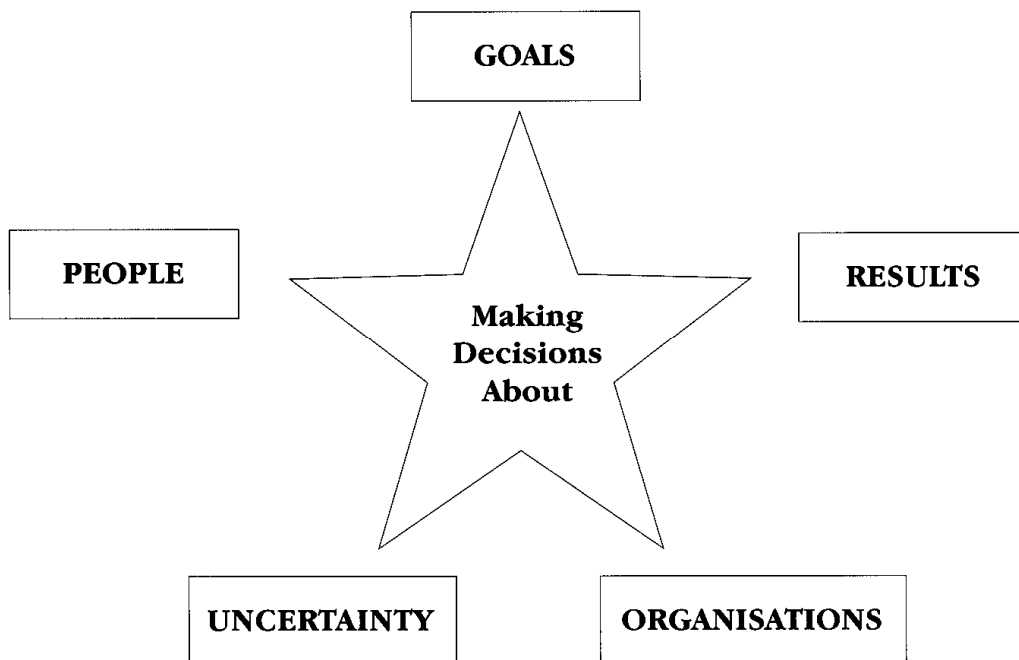 GOALS
PEOPLE
RESULTS
Making
Decisions
About
UNCERTAINTY
ORGANISATIONS